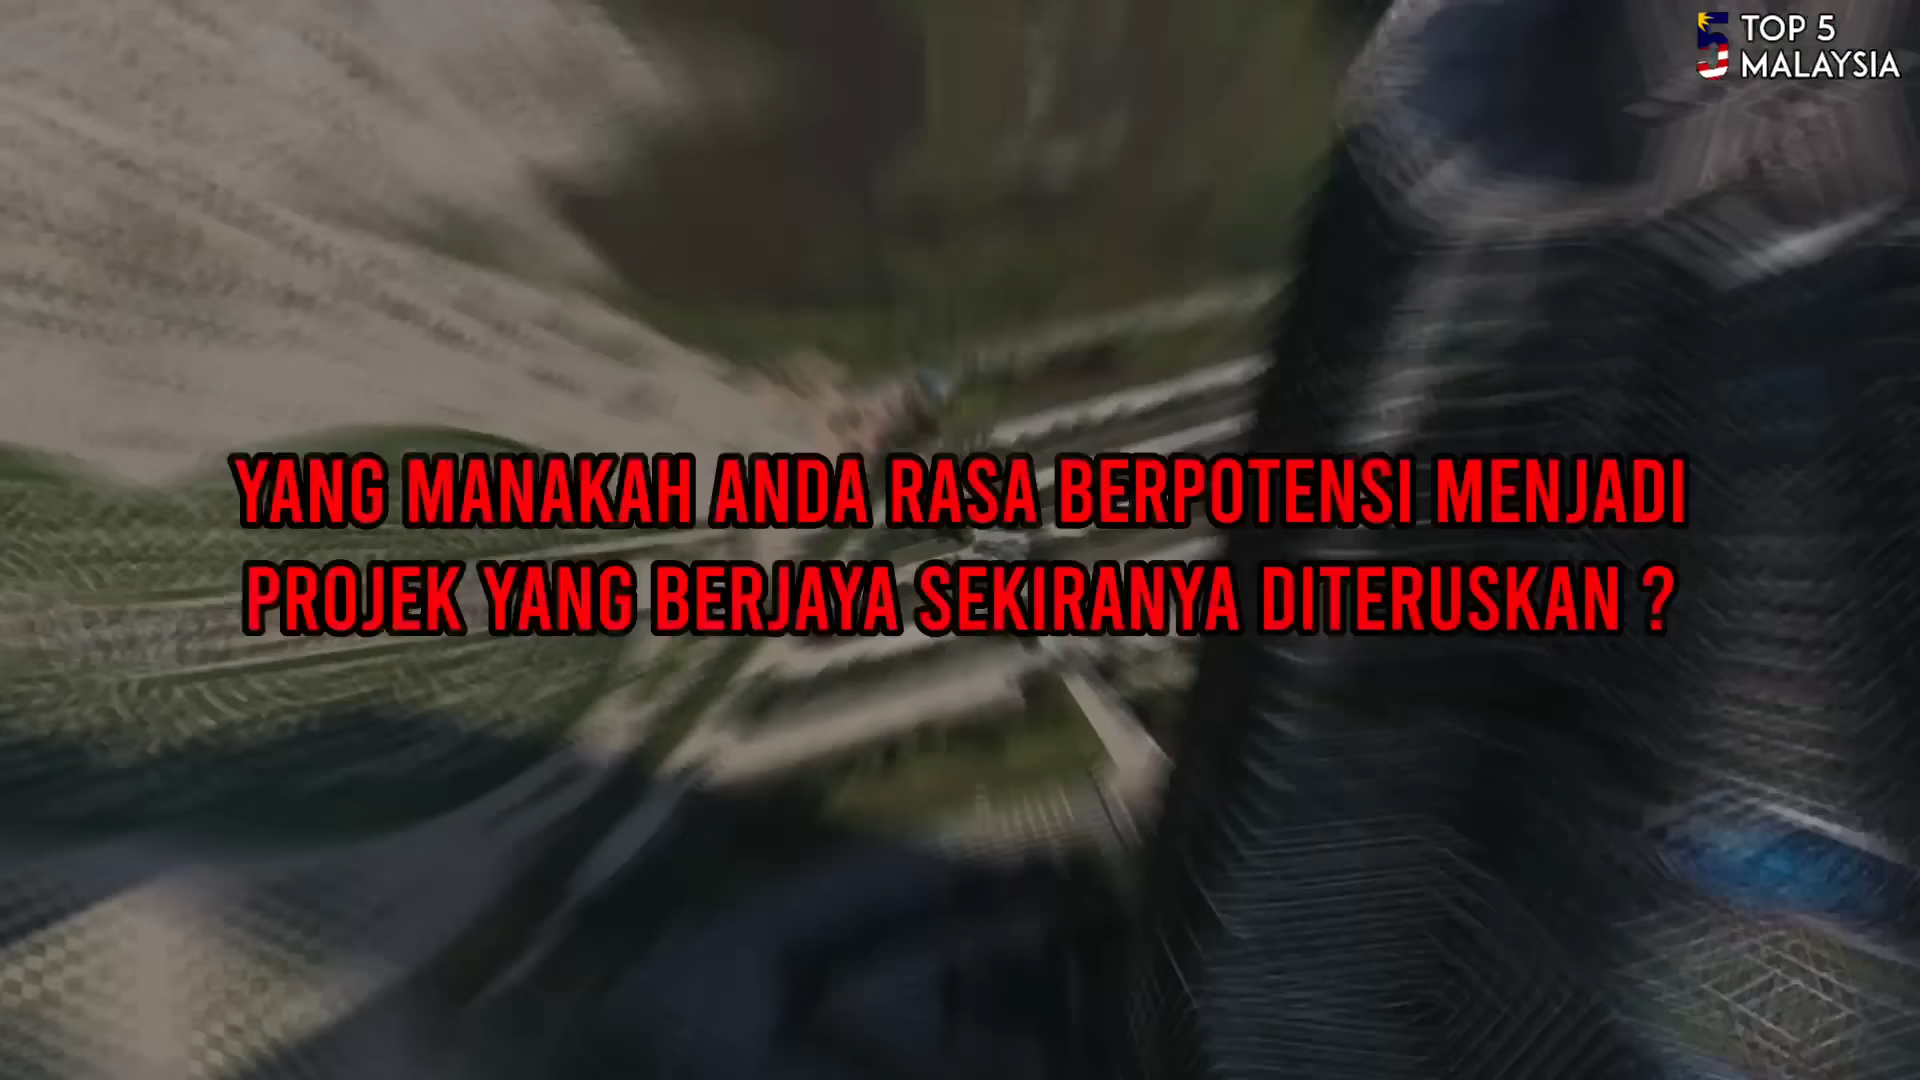 TOP 5
MALAYSIA
YANG MANAKAH ANDA RASA BERPOTENSI MENJADI
PROJEK YANG BERJAYA SEKIRANYA DITERUSKAN ?